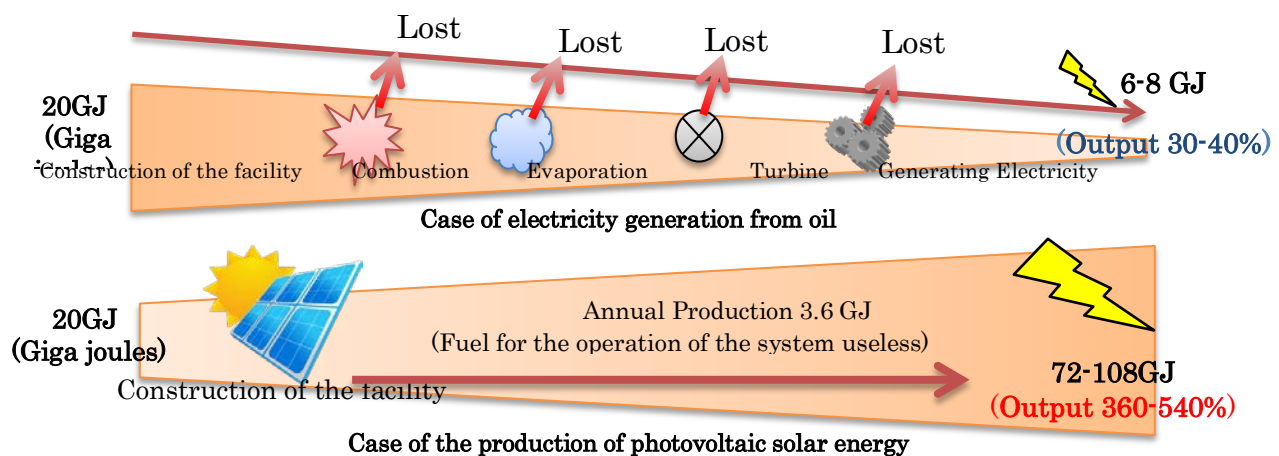 Lost
Lost
Lost
Lost
6-8 GJ
20GJ
(Giga
(Output 30-40%)
Construction of the facility
Combustion
Evaporation
Turbine
Generating Electricity
Case of electricity generation from oil
20GJ
(Giga joules)
Annual Production 3.6 GJ
(Fuel for the operation of the system useless)
Construction of the facility
72-108GJ
(Output 360-540%)
Case of the production of photovoltaic solar energy